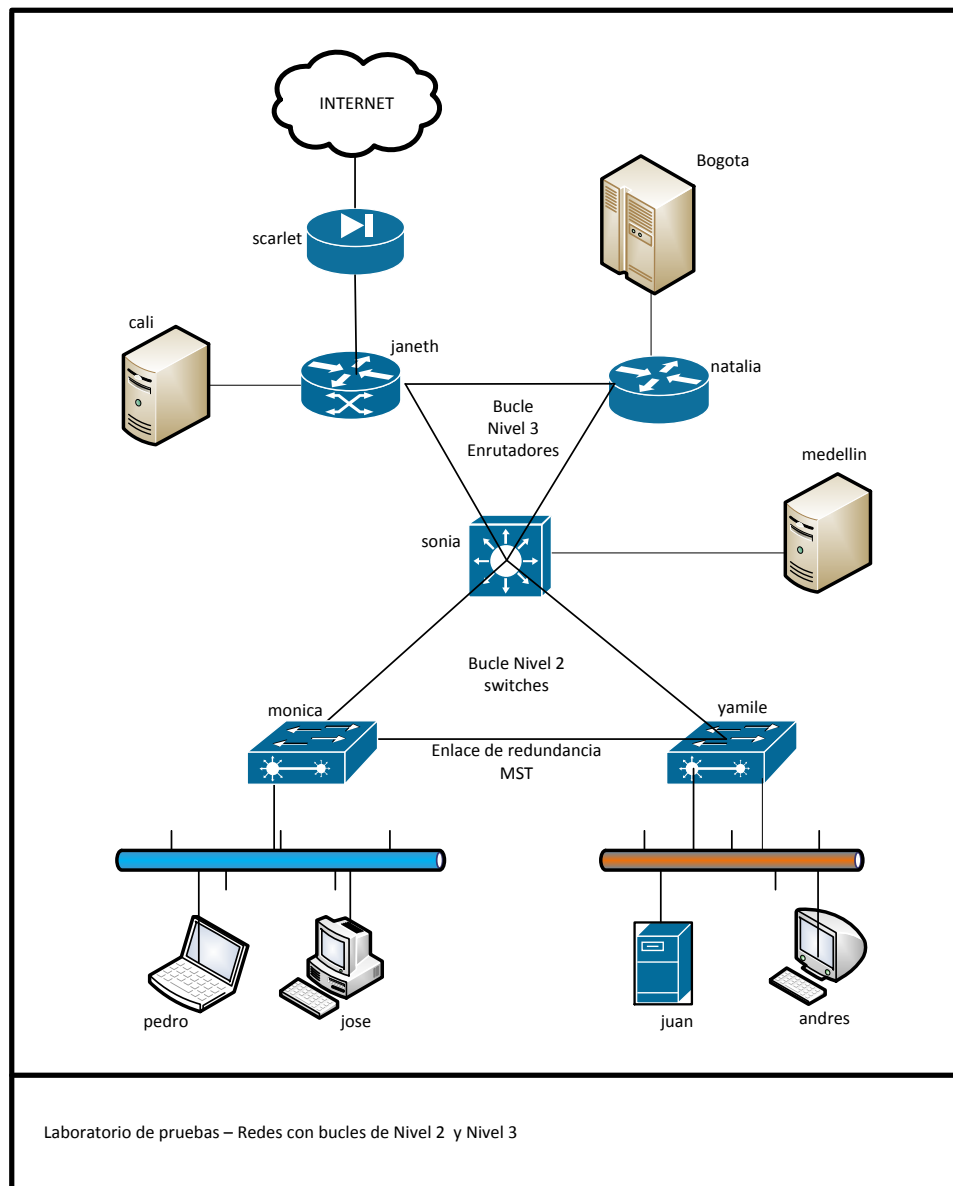 INTERNET
Bogota
scarlet
cali
janeth
natalia
Bucle
Nivel 3
Enrutadores
medellin
sonia
Bucle Nivel 2
switches
monica
yamile
Enlace de redundancia
MST
pedro
jose
juan
andres
Laboratorio de pruebas – Redes con bucles de Nivel 2 y Nivel 3